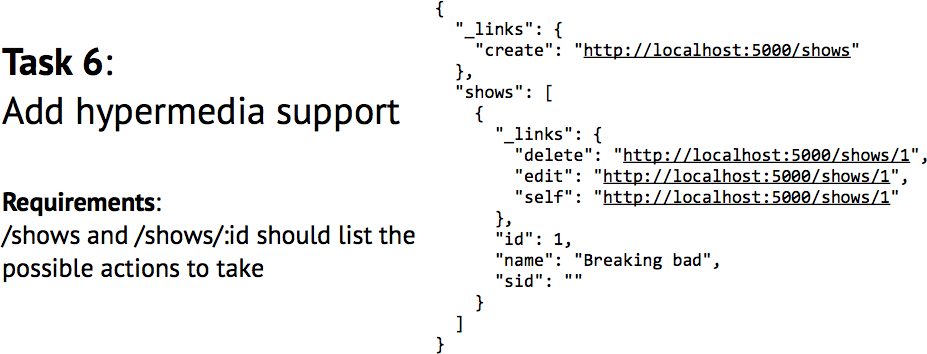 Task 6:
Add hypermedia support
Requirements:
/shows and /shows/:id should list the
possible actions to take
{
  "_links": {
    "create": "http://localhost:5000/shows"
  },
  "shows": [
    {
      "_links": {
        "delete": "http://localhost:5000/shows/1",
        "edit": "http://localhost:5000/shows/1",
        "self": "http://localhost:5000/shows/1"
      },
      "id": 1,
      "name": "Breaking bad",
      "sid": ""
    }
  ]
}